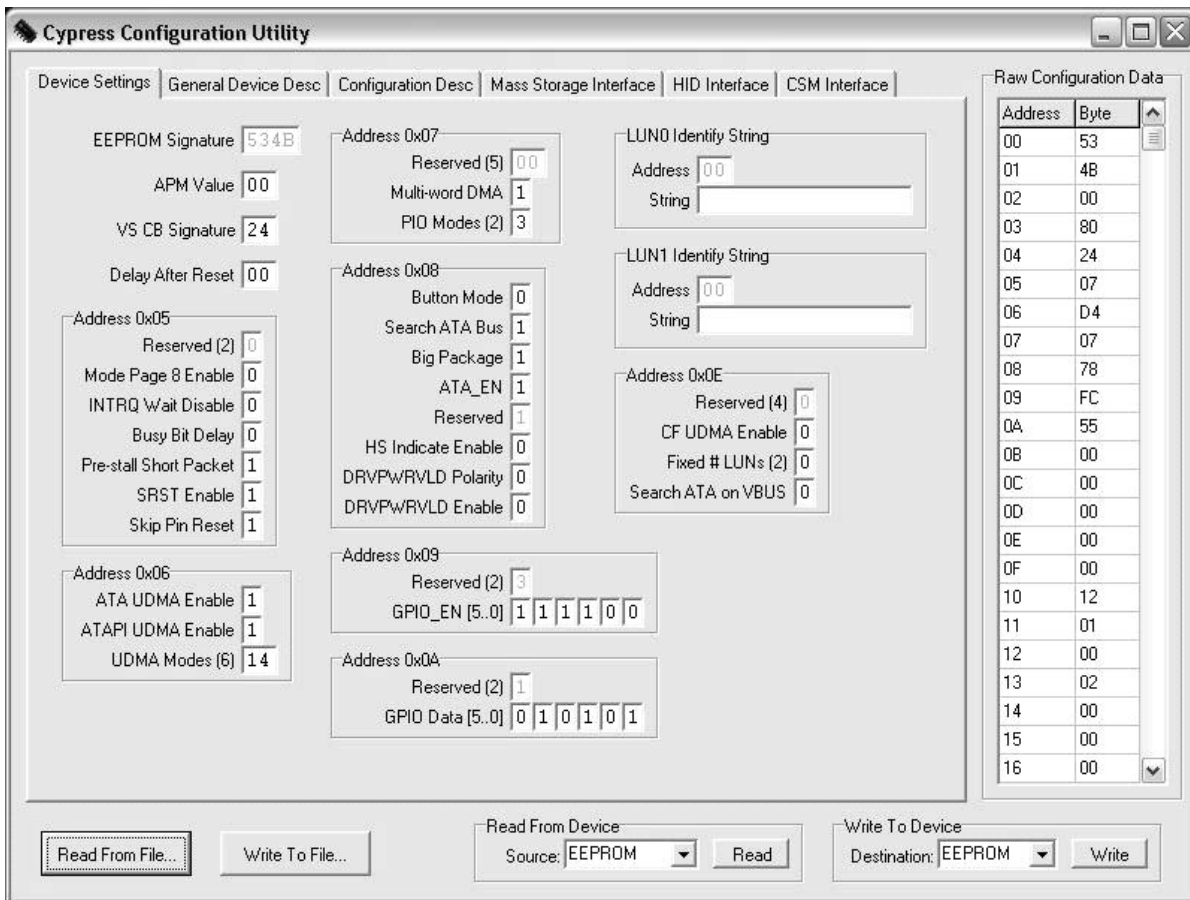 Cypress Configuration Utility
Device Settings
General Device Desc
Configuration Desc
Mass Storage Interface
HID Interface
CSM Interface
EEPROM Signature 534B
APM Value 00
VS CB Signature 24
Delay After Reset 00
Address 0x05
Reserved (2) 0
Mode Page 8 Enable 0
INTRQ Wait Disable 0
Busy Bit Delay 0
Pre-stall Short Packet 1
SRST Enable 1
Skip Pin Reset 1
Address 0x06
ATA UDMA Enable 1
ATAPI UDMA Enable 1
UDMA Modes (6) 14
Address 0x07
Reserved (5) 00
Multi-word DMA 1
PIO Modes (2) 3
Address 0x08
Button Mode 0
Search ATA Bus 1
Big Package 1
ATA_EN 1
Reserved 1
HS Indicate Enable 0
DRVPWRVLD Polarity 0
DRVPWRVLD Enable 0
Address 0x09
Reserved (2) 3
GPIO_EN [5..0] 1 1 1 1 0 0
Address 0x0A
Reserved (2) 1
GPIO Data [5..0] 0 1 0 1 0 1
LUN0 Identify String
Address 00
String
LUN1 Identify String
Address 00
String
Address 0x0E
Reserved (4) 0
CF UDMA Enable 0
Fixed # LUNs (2) 0
Search ATA on VBUS 0
Raw Configuration Data
Address Byte
00 53
01 4B
02 00
03 80
04 24
05 07
06 D4
07 07
08 78
09 FC
0A 55
0B 00
0C 00
0D 00
0E 00
0F 00
10 12
11 01
12 00
13 02
14 00
15 00
16 00
Read From File...
Write To File...
Read From Device
Source: EEPROM
Read
Write To Device
Destination: EEPROM
Write